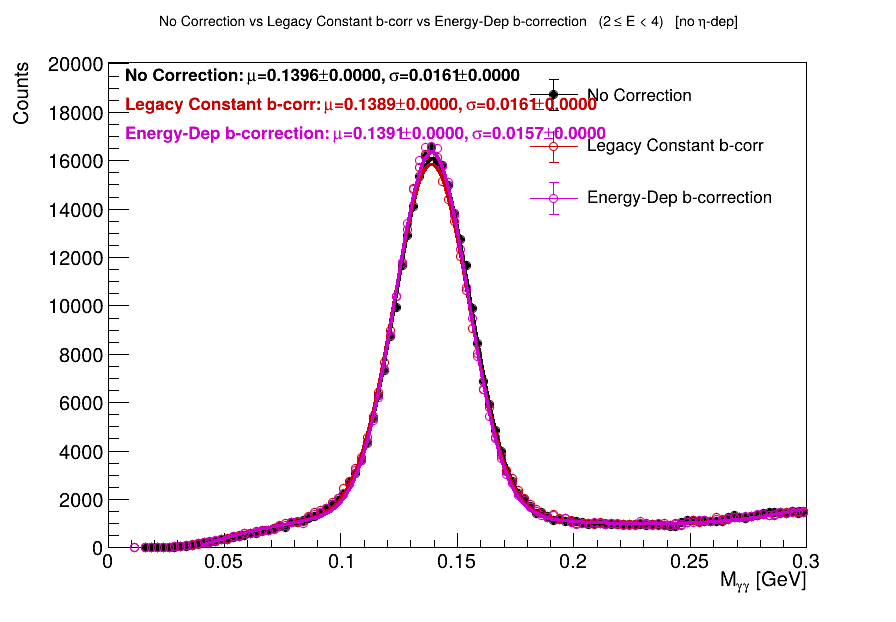 No Correction vs Legacy Constant b-corr vs Energy-Dep b-correction (2 ≤ E < 4) [no η-dep]
Counts
20000
18000
16000
14000
12000
10000
8000
6000
4000
2000
0
No Correction: μ=0.1396±0.0000, σ=0.0161±0.0000
Legacy Constant b-corr: μ=0.1389±0.0000, σ=0.0161±0.0000
Energy-Dep b-correction: μ=0.1391±0.0000, σ=0.0157±0.0000
No Correction
Legacy Constant b-corr
Energy-Dep b-correction
0 0.05 0.1 0.15 0.2 0.25 0.3
Mγγ [GeV]